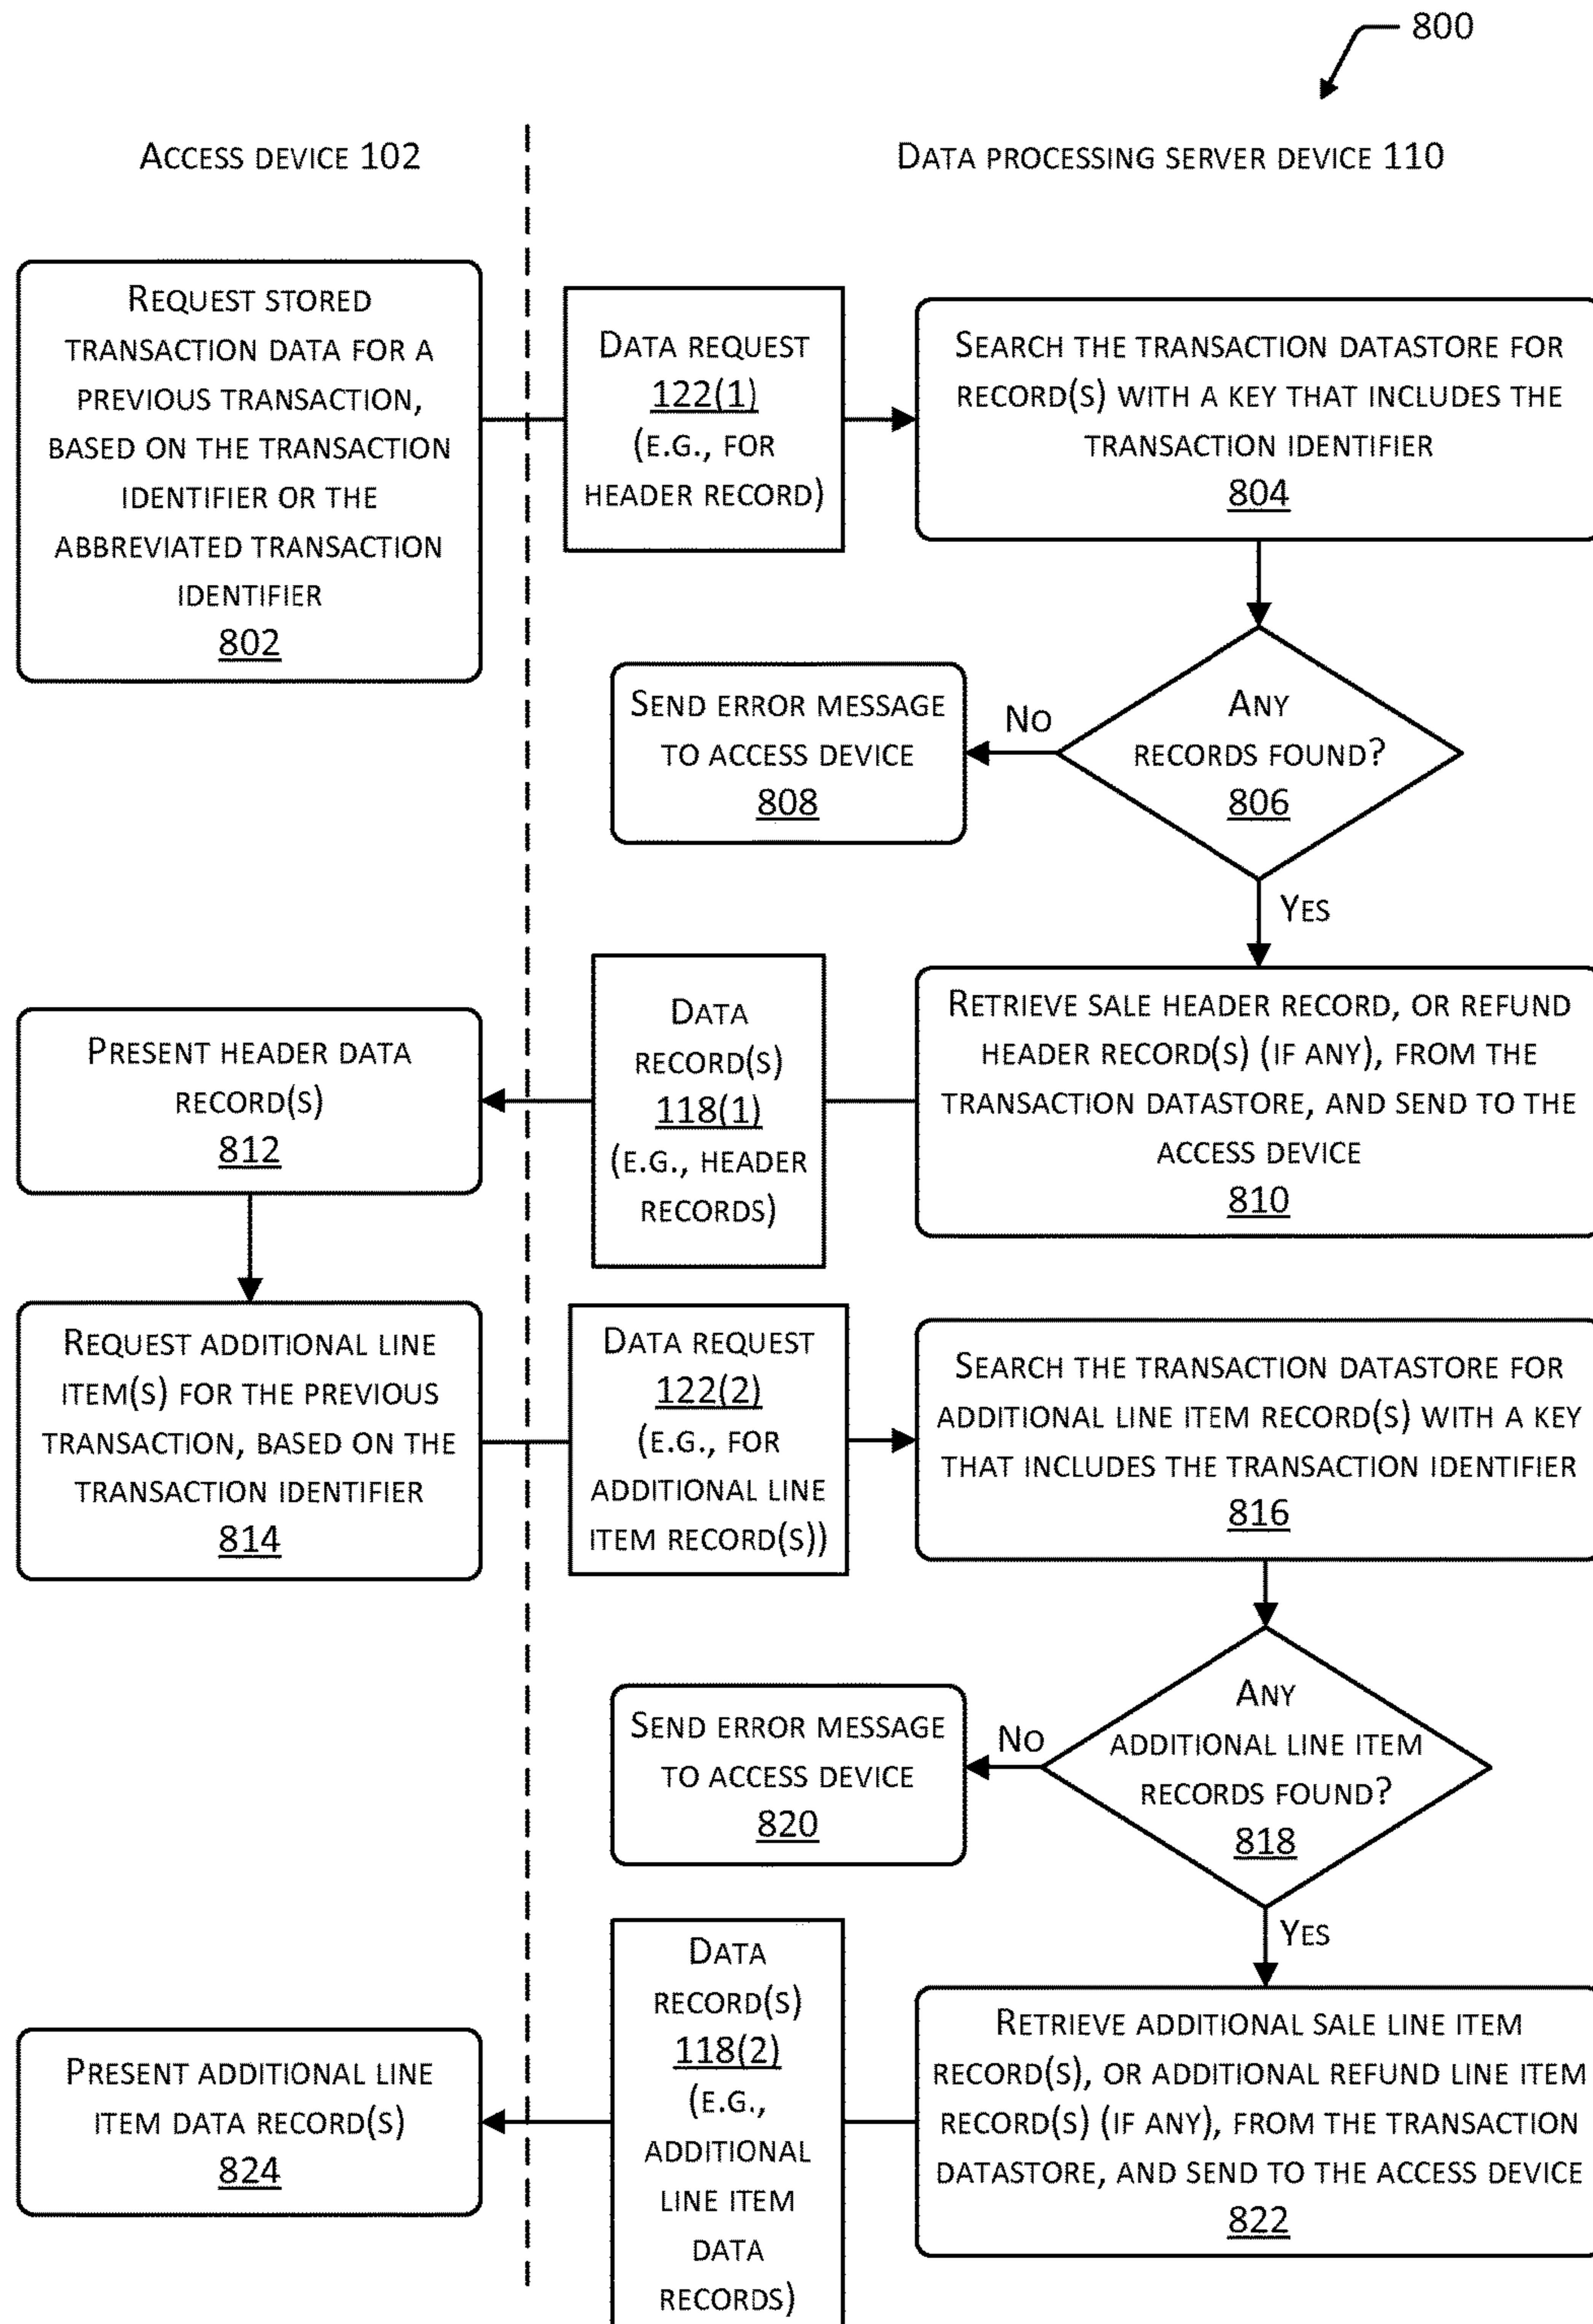 800
Access device 102
Data processing server device 110
Request stored
transaction data for a
previous transaction,
based on the transaction
identifier or the
abbreviated transaction
identifier
802
Data request
122(1)
(e.g., for
header record)
Search the transaction datastore for
record(s) with a key that includes the
transaction identifier
804
Any
records found?
806
No
Send error message
to access device
808
Yes
Retrieve sale header record, or refund
header record(s) (if any), from the
transaction datastore, and send to the
access device
810
Data
record(s)
118(1)
(e.g., header
records)
Present header data
record(s)
812
Request additional line
item(s) for the previous
transaction, based on the
transaction identifier
814
Data request
122(2)
(e.g., for
additional line
item record(s))
Search the transaction datastore for
additional line item record(s) with a key
that includes the transaction identifier
816
Any
additional line item
records found?
818
No
Send error message
to access device
820
Yes
Retrieve additional sale line item
record(s), or additional refund line item
record(s) (if any), from the transaction
datastore, and send to the access device
822
Data
record(s)
118(2)
(e.g.,
additional
line item
data
records)
Present additional line
item data record(s)
824